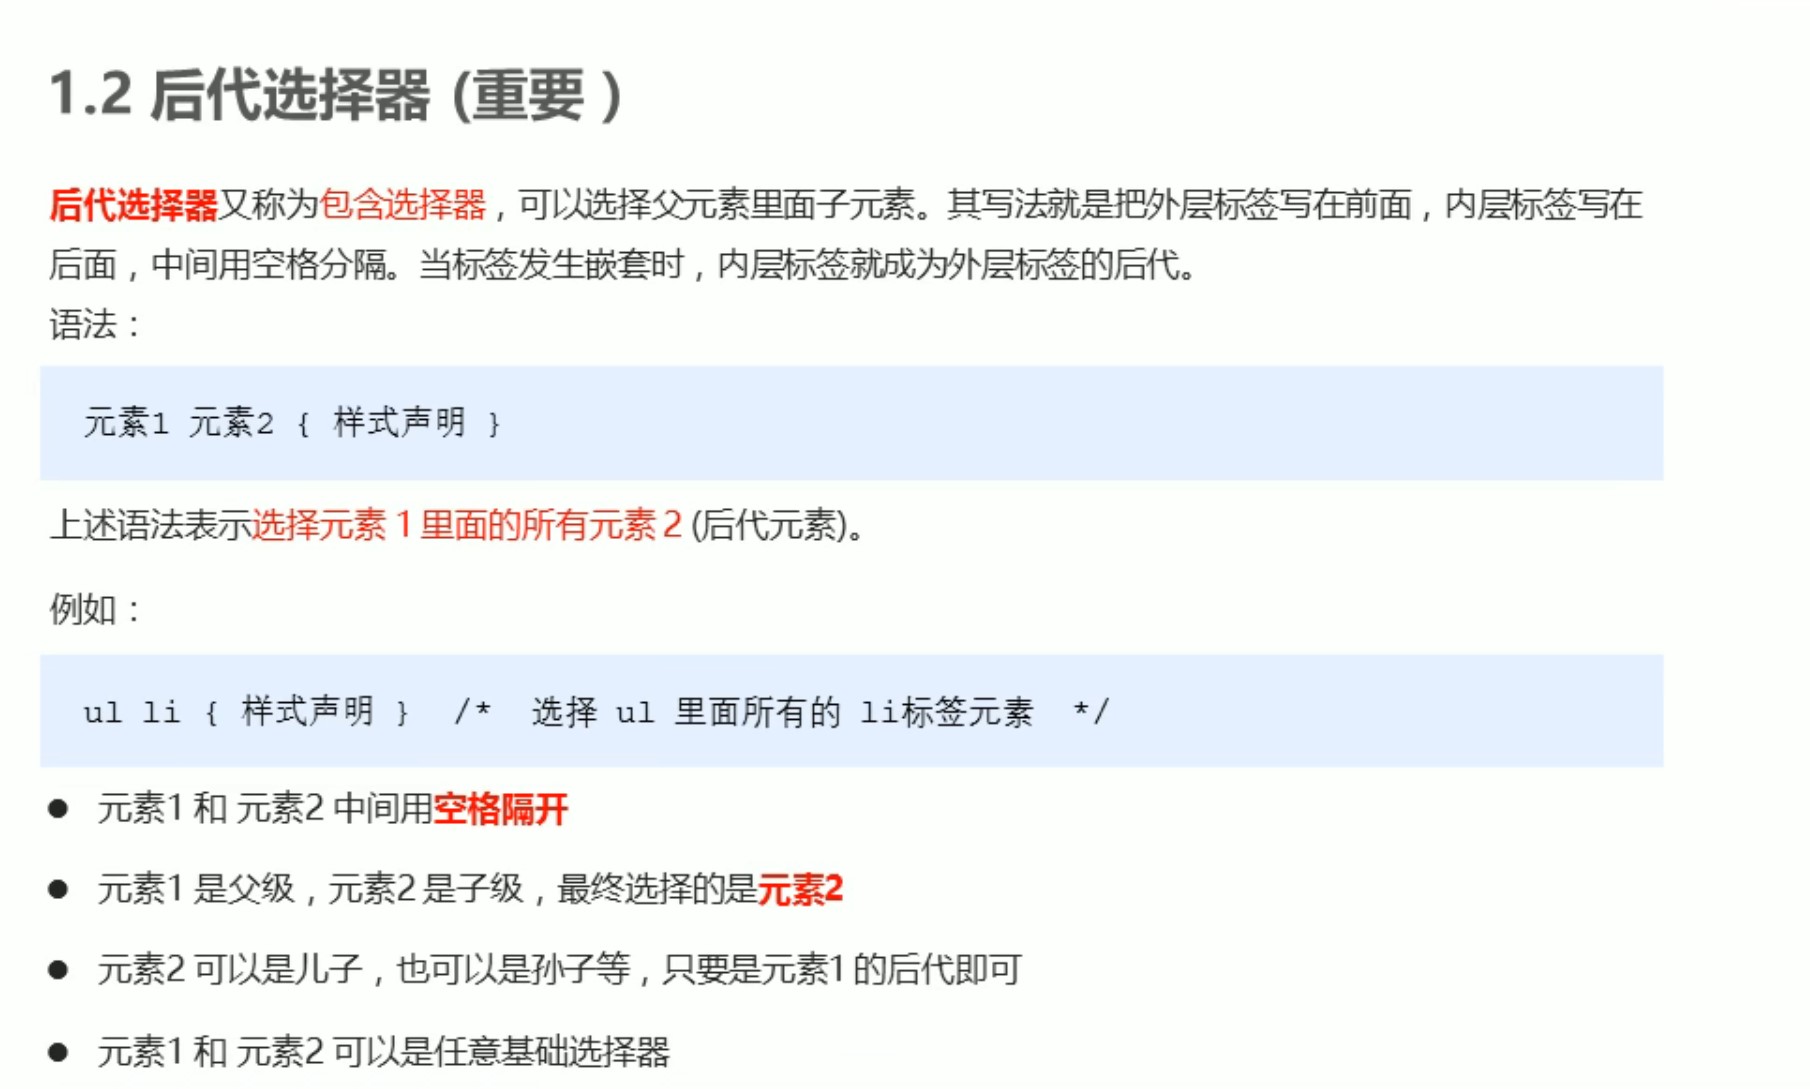 1.2 后代选择器 (重要）
后代选择器又称为包含选择器，可以选择父元素里面子元素。其写法就是把外层标签写在前面，内层标签写在
后面，中间用空格分隔。当标签发生嵌套时，内层标签就成为外层标签的后代。
语法：
元素1 元素2 { 样式声明 }
上述语法表示选择元素 1 里面的所有元素 2 (后代元素)。
例如：
ul li { 样式声明 } /* 选择 ul 里面所有的 li标签元素 */
● 元素1 和 元素2 中间用空格隔开
● 元素1 是父级，元素2 是子级，最终选择的是元素2
● 元素2 可以是儿子，也可以是孙子等，只要是元素1 的后代即可
● 元素1 和 元素2 可以是任意基础选择器